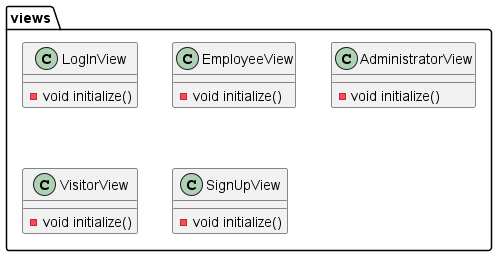 views
C LogInView
C EmployeeView
C AdministratorView
void initialize()
void initialize()
void initialize()
C VisitorView
C SignUpView
void initialize()
void initialize()